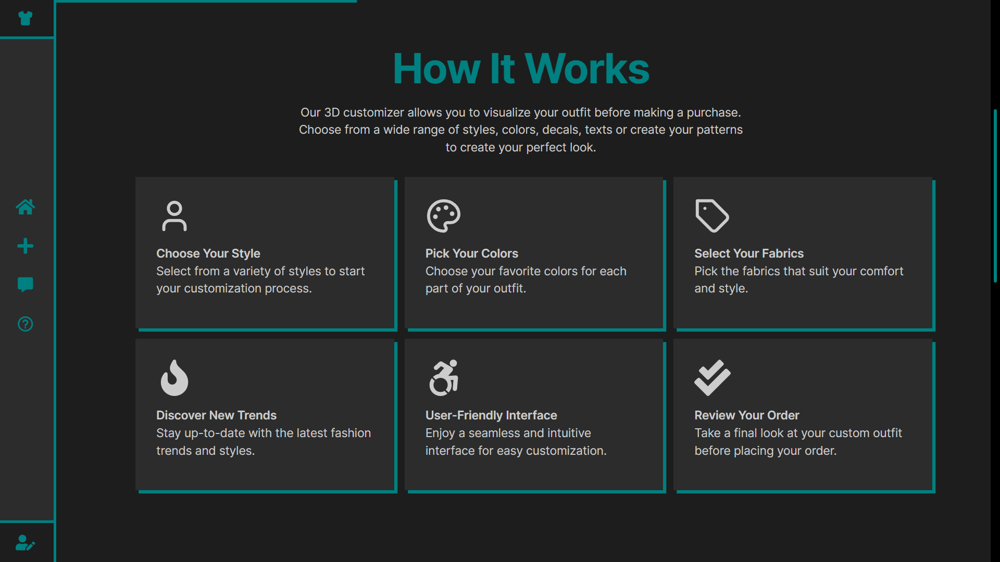 How It Works
Our 3D customizer allows you to visualize your outfit before making a purchase.
Choose from a wide range of styles, colors, decals, texts or create your patterns
to create your perfect look.
Choose Your Style
Select from a variety of styles to start
your customization process.
Pick Your Colors
Choose your favorite colors for each
part of your outfit.
Select Your Fabrics
Pick the fabrics that suit your comfort
and style.
Discover New Trends
Stay up-to-date with the latest fashion
trends and styles.
User-Friendly Interface
Enjoy a seamless and intuitive
interface for easy customization.
Review Your Order
Take a final look at your custom outfit
before placing your order.